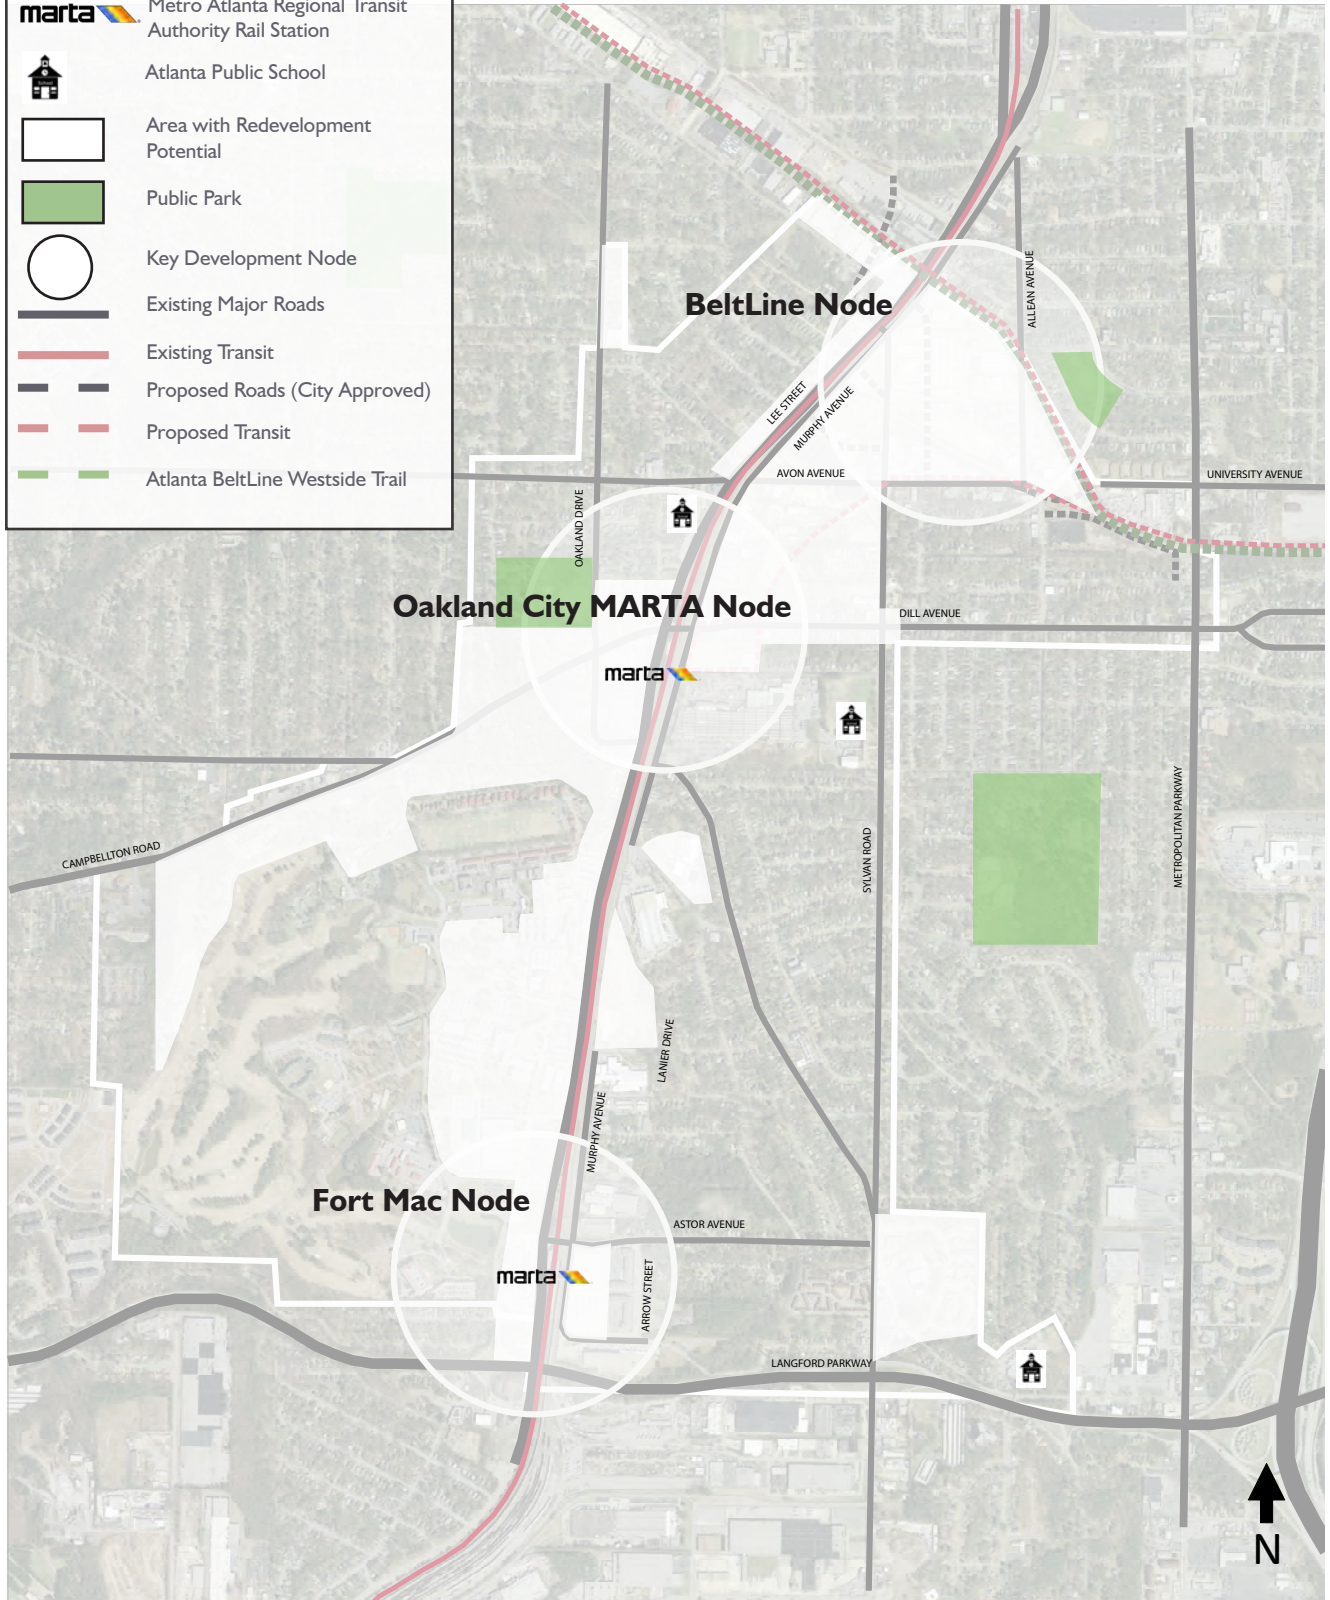 marta
Metro Atlanta Regional Transit
Authority Rail Station
Atlanta Public School
Area with Redevelopment
Potential
Public Park
Key Development Node
Existing Major Roads
Existing Transit
Proposed Roads (City Approved)
Proposed Transit
Atlanta BeltLine Westside Trail
ALLEAN AVENUE
BeltLine Node
LEE STREET
MURPHY AVENUE
AVON AVENUE
UNIVERSITY AVENUE
OAKLAND DRIVE
Oakland City MARTA Node
DILL AVENUE
marta
CAMPBELLTON ROAD
SYLVAN ROAD
METROPOLITAN PARKWAY
LANIER DRIVE
MURPHY AVENUE
Fort Mac Node
ASTOR AVENUE
marta
ARROW STREET
LANGFORD PARKWAY
N